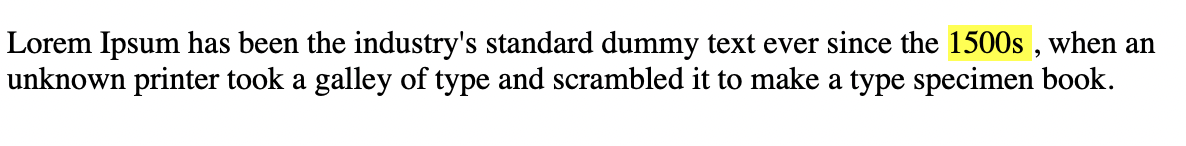 Lorem Ipsum has been the industry's standard dummy text ever since the 1500s , when an
unknown printer took a galley of type and scrambled it to make a type specimen book.